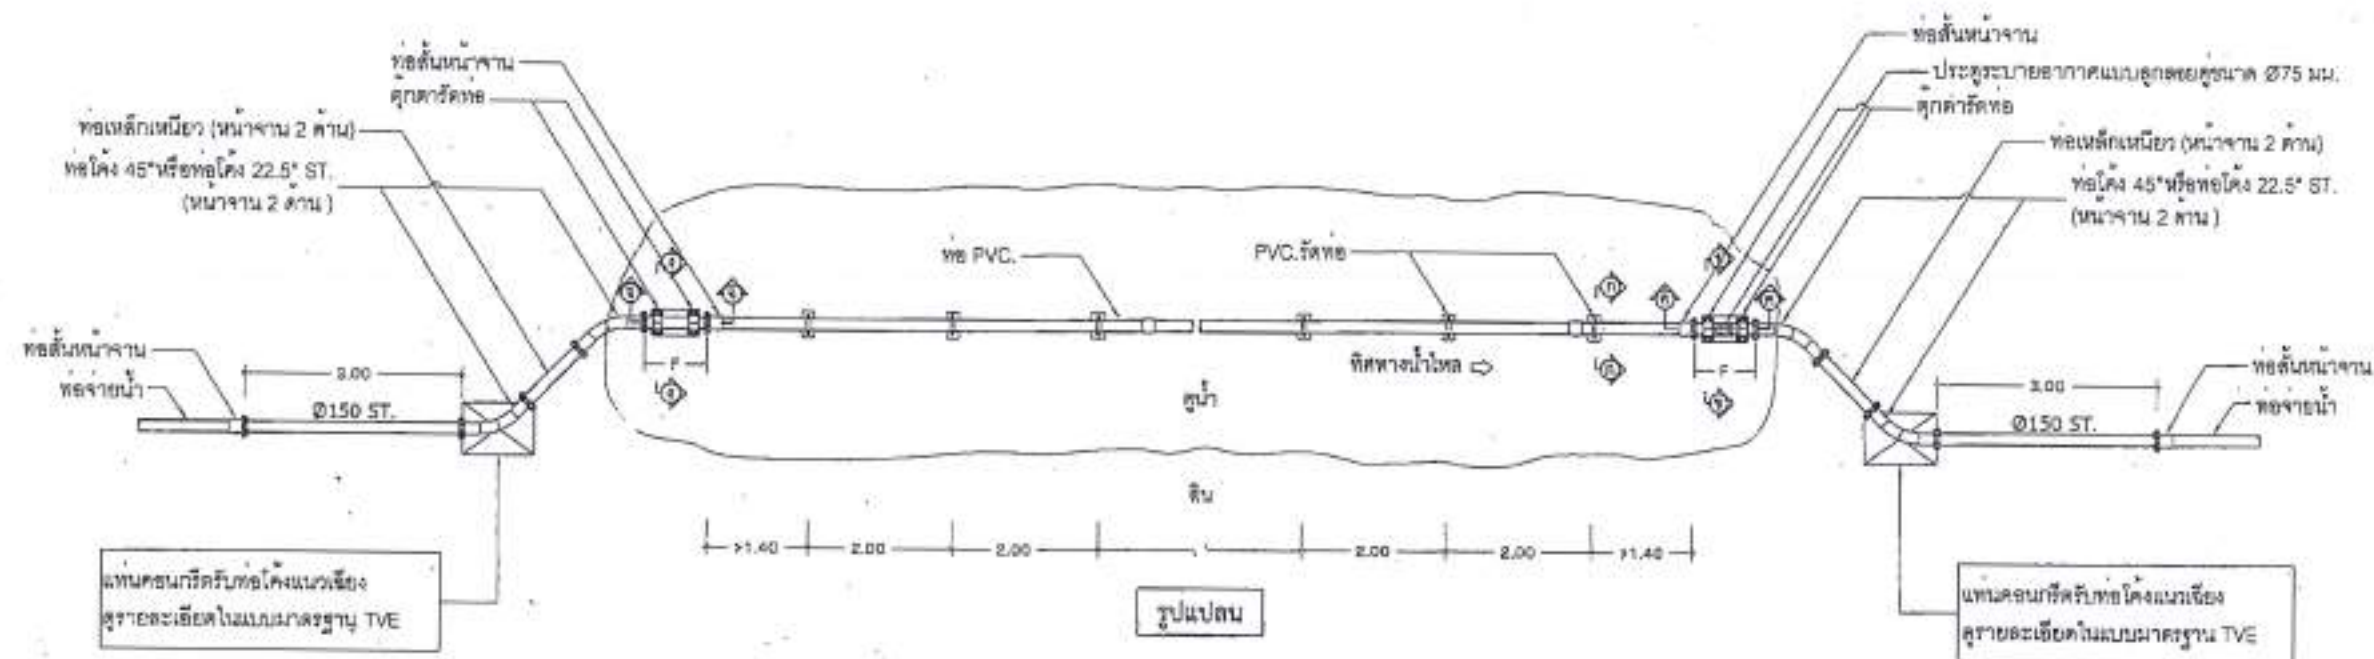 ท่อสั้นหน้าจาน
ตุ๊กตารัดท่อ
ท่อเหล็กเหนียว (หน้าจาน 2 ด้าน)
ท่อโค้ง 45°หรือท่อโค้ง 22.5° ST.
(หน้าจาน 2 ด้าน )
ท่อสั้นหน้าจาน
ประตูระบายอากาศแบบลูกลอยคู่ขนาด Ø75 มม.
ตุ๊กตารัดท่อ
ท่อเหล็กเหนียว (หน้าจาน 2 ด้าน)
ท่อโค้ง 45°หรือท่อโค้ง 22.5° ST.
(หน้าจาน 2 ด้าน )
ท่อ PVC.
PVC.รัดท่อ
ก
ค
ค
ท่อสั้นหน้าจาน
ท่อจ่ายน้ำ
3.00
Ø150 ST.
F
ทิศทางน้ำไหล
ก
F
คูน้ำ
3.00
Ø150 ST.
ท่อสั้นหน้าจาน
ท่อจ่ายน้ำ
ดิน
>1.40
2.00
2.00
2.00
2.00
>1.40
รูปแปลน
แท่นคอนกรีตรับท่อโค้งแนวเฉียง
ดูรายละเอียดในแบบมาตรฐาน TVE
แท่นคอนกรีตรับท่อโค้งแนวเฉียง
ดูรายละเอียดในแบบมาตรฐาน TVE